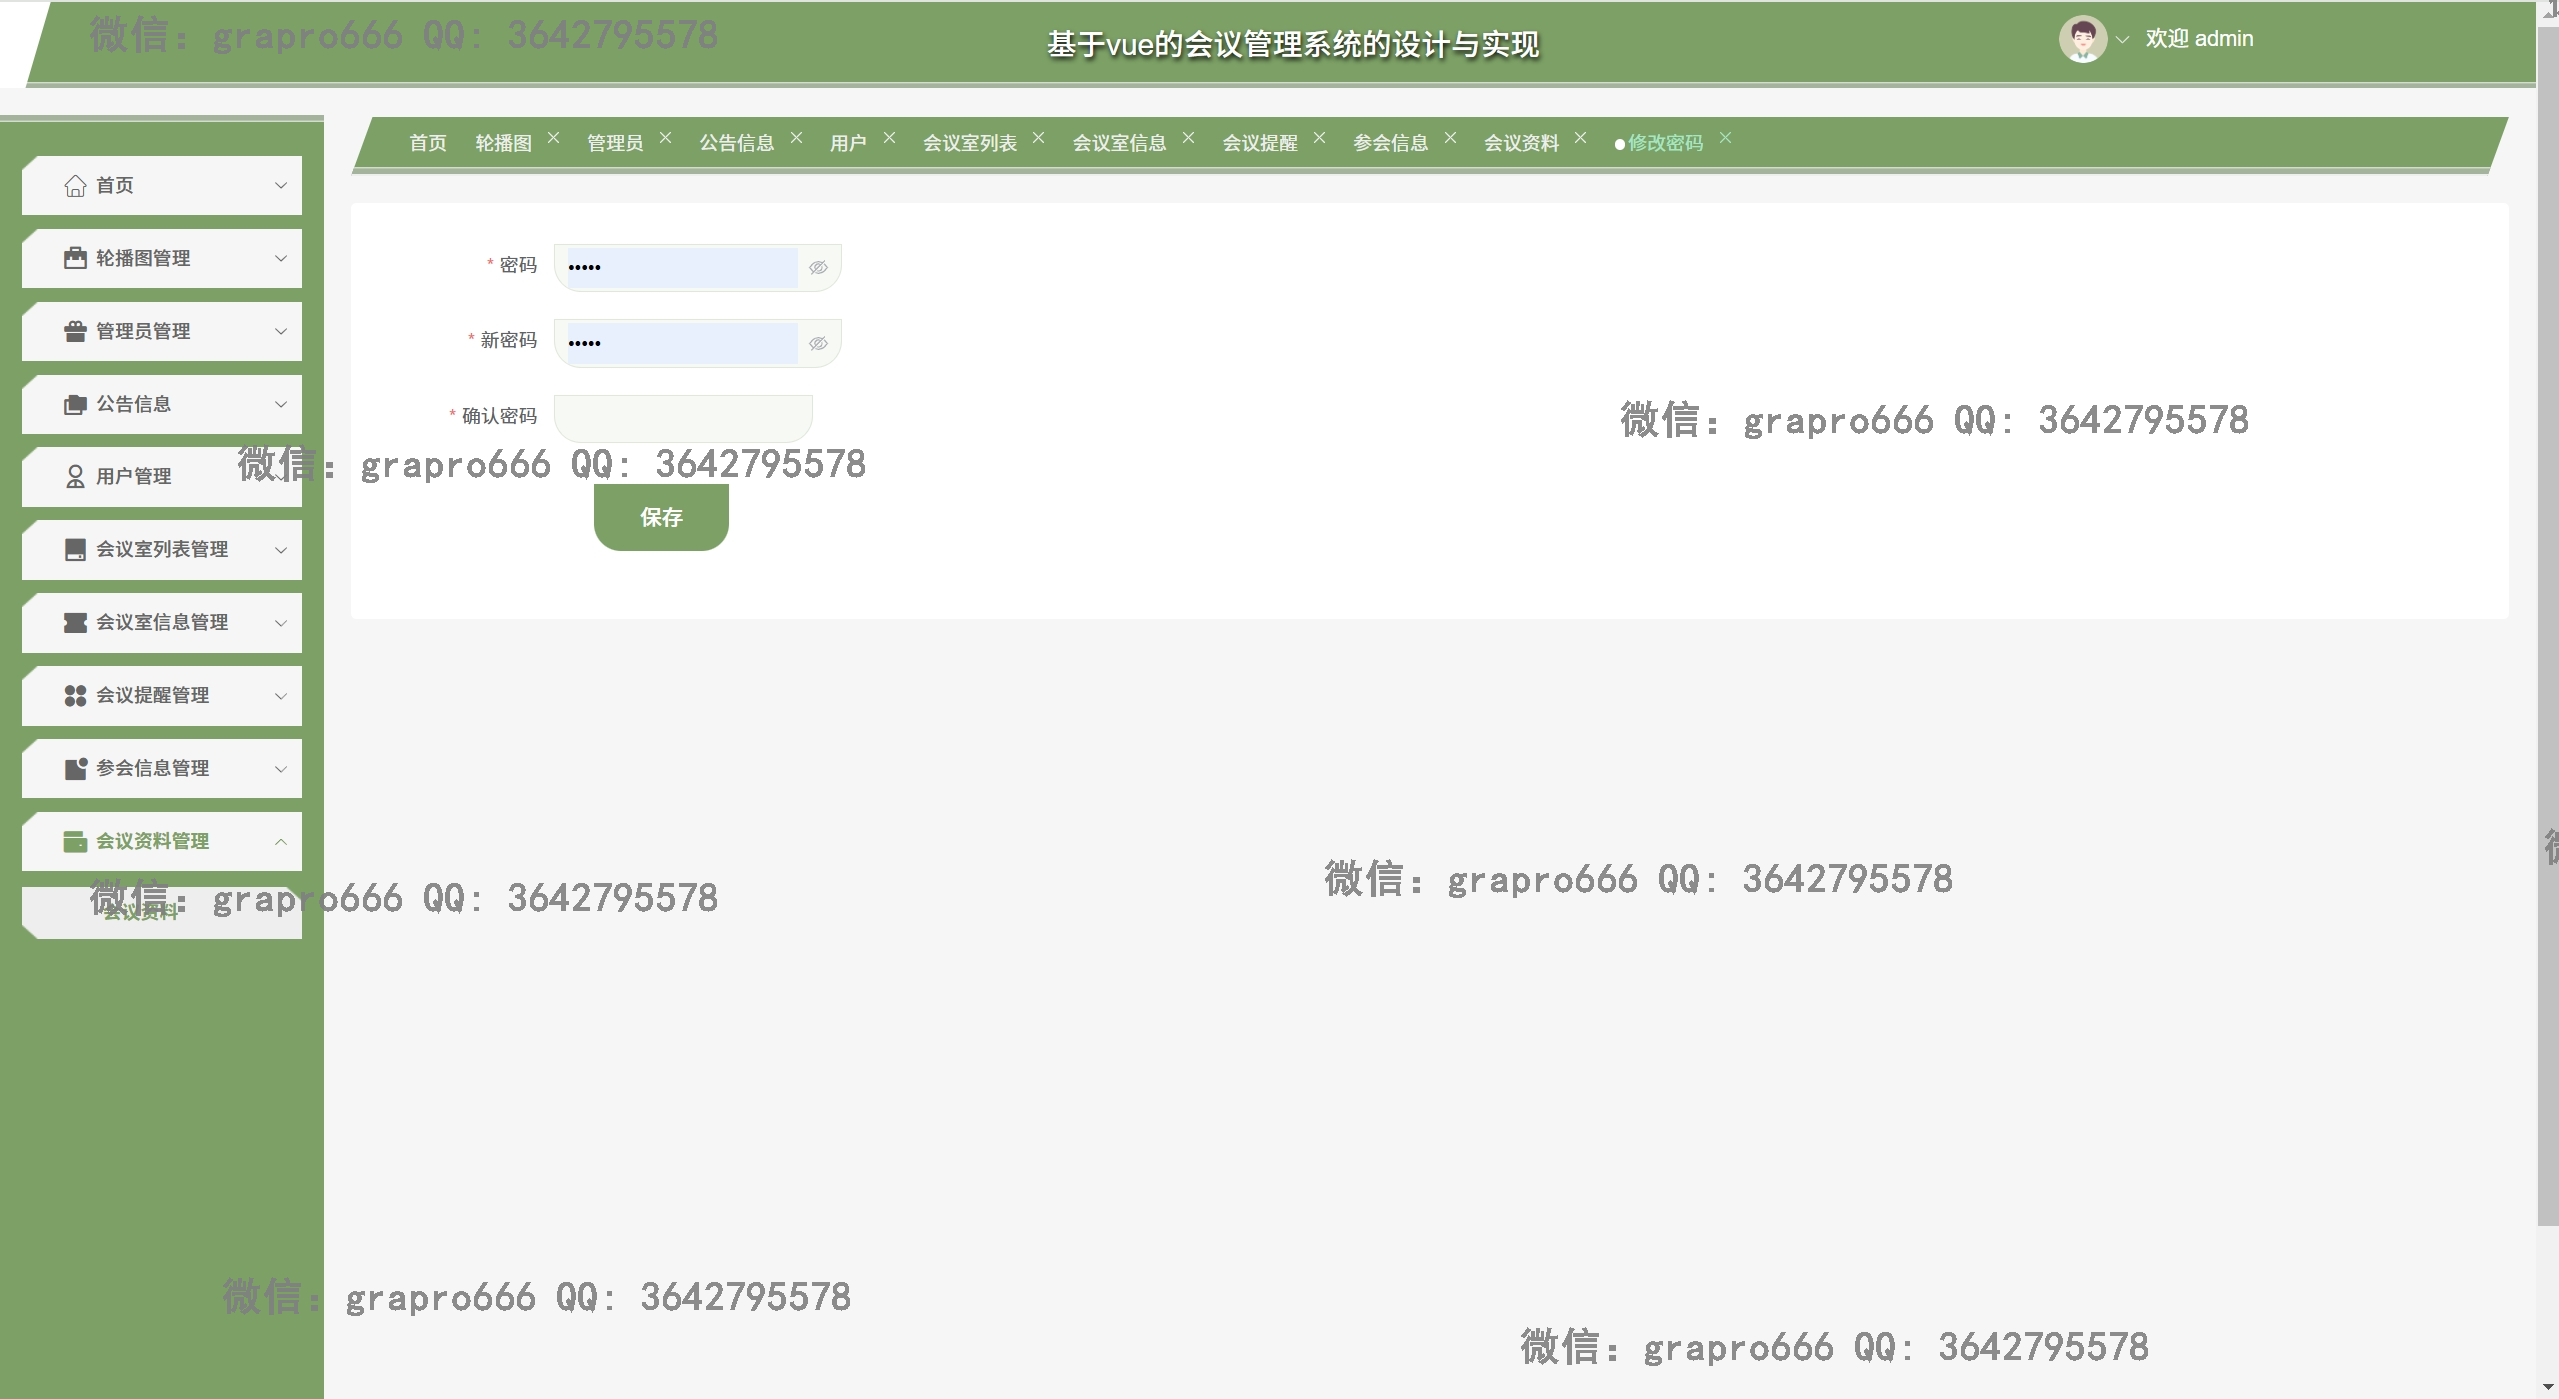 微信：grapro666 QQ：3642795578
基于vue的会议管理系统的设计与实现
欢迎 admin
首页 轮播图 管理员 公告信息 用户 会议室列表 会议室信息 会议提醒 参会信息 会议资料 修改密码
首页
轮播图管理
管理员管理
公告信息
用户管理
会议室列表管理
会议室信息管理
会议提醒管理
参会信息管理
会议资料管理
会议资料
* 密码 •••••
* 新密码 •••••
* 确认密码
微信：grapro666 QQ：3642795578
微信：grapro666 QQ：3642795578
保存
微信：grapro666 QQ：3642795578
微信：grapro666 QQ：3642795578
微信：grapro666 QQ：3642795578
微信：grapro666 QQ：3642795578